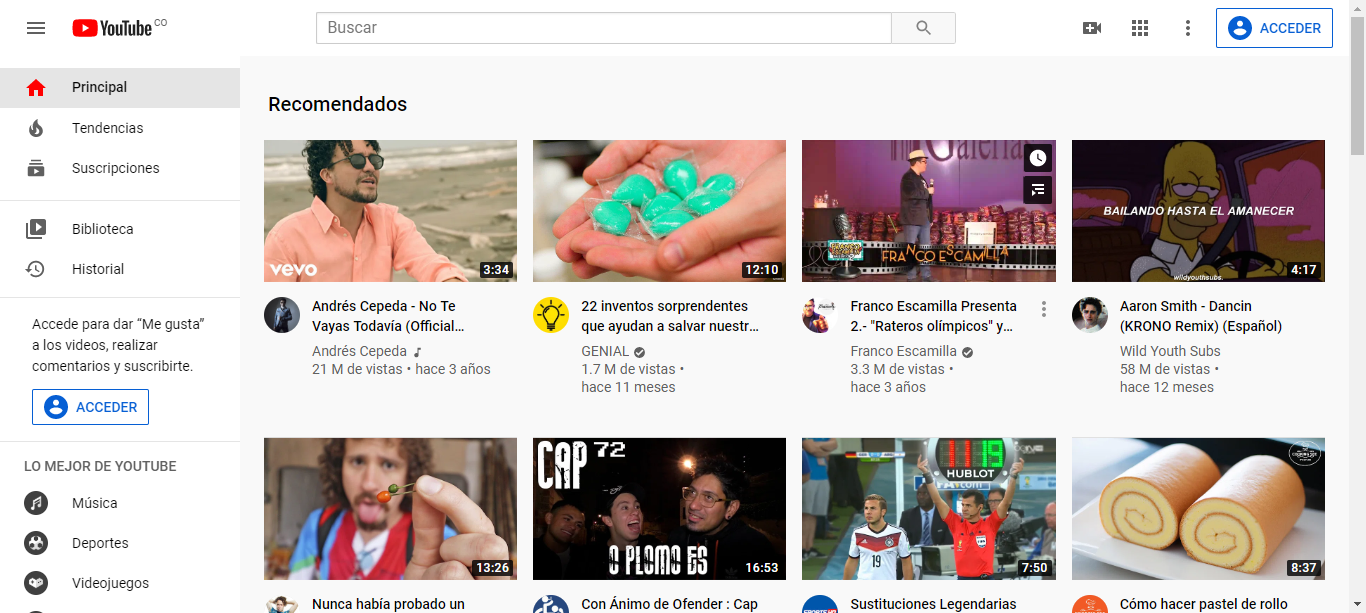 YouTube CO
Buscar
ACCEDER
Principal
Tendencias
Suscripciones
Biblioteca
Historial
Accede para dar “Me gusta”
a los videos, realizar
comentarios y suscribirte.
ACCEDER
LO MEJOR DE YOUTUBE
Música
Deportes
Videojuegos
Recomendados
vevo
3:34
Andrés Cepeda - No Te
Vayas Todavía (Official...
Andrés Cepeda
21 M de vistas • hace 3 años
12:10
22 inventos sorprendentes
que ayudan a salvar nuestr...
GENIAL
1.7 M de vistas •
hace 11 meses
Galería
FRANCO ESCAMILLA
Franco Escamilla Presenta
2.- "Rateros olímpicos" y...
Franco Escamilla
3.3 M de vistas •
hace 3 años
BAILANDO HASTA EL AMANECER
wildyouthsubs.
4:17
Aaron Smith - Dancin
(KRONO Remix) (Español)
Wild Youth Subs
58 M de vistas •
hace 12 meses
13:26
Nunca había probado un
CAP 72
O PLOMO ES
16:53
Con Ánimo de Ofender : Cap
11 19
HUBLOT
.com
19
7:50
Sustituciones Legendarias
8:37
Cómo hacer pastel de rollo